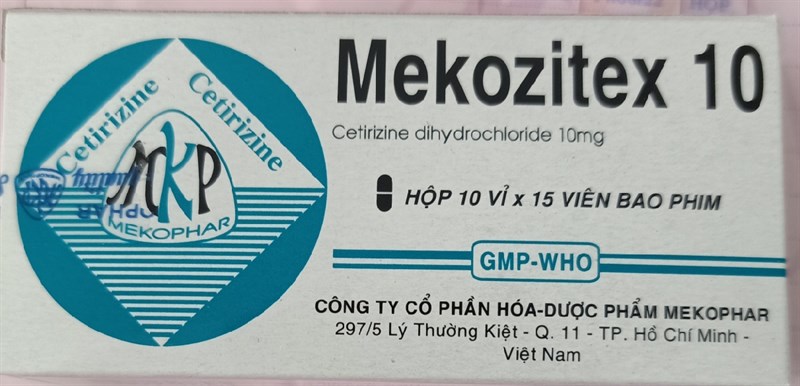 Mekozitex 10
Cetirizine dihydrochloride 10mg
HỘP 10 VỈ x 15 VIÊN BAO PHIM
GMP-WHO
CÔNG TY CỔ PHẦN HÓA-DƯỢC PHẨM MEKOPHAR
297/5 Lý Thường Kiệt - Q. 11 - TP. Hồ Chí Minh -
Việt Nam
Cetirizine
Cetirizine
MKP
MEKOPHAR